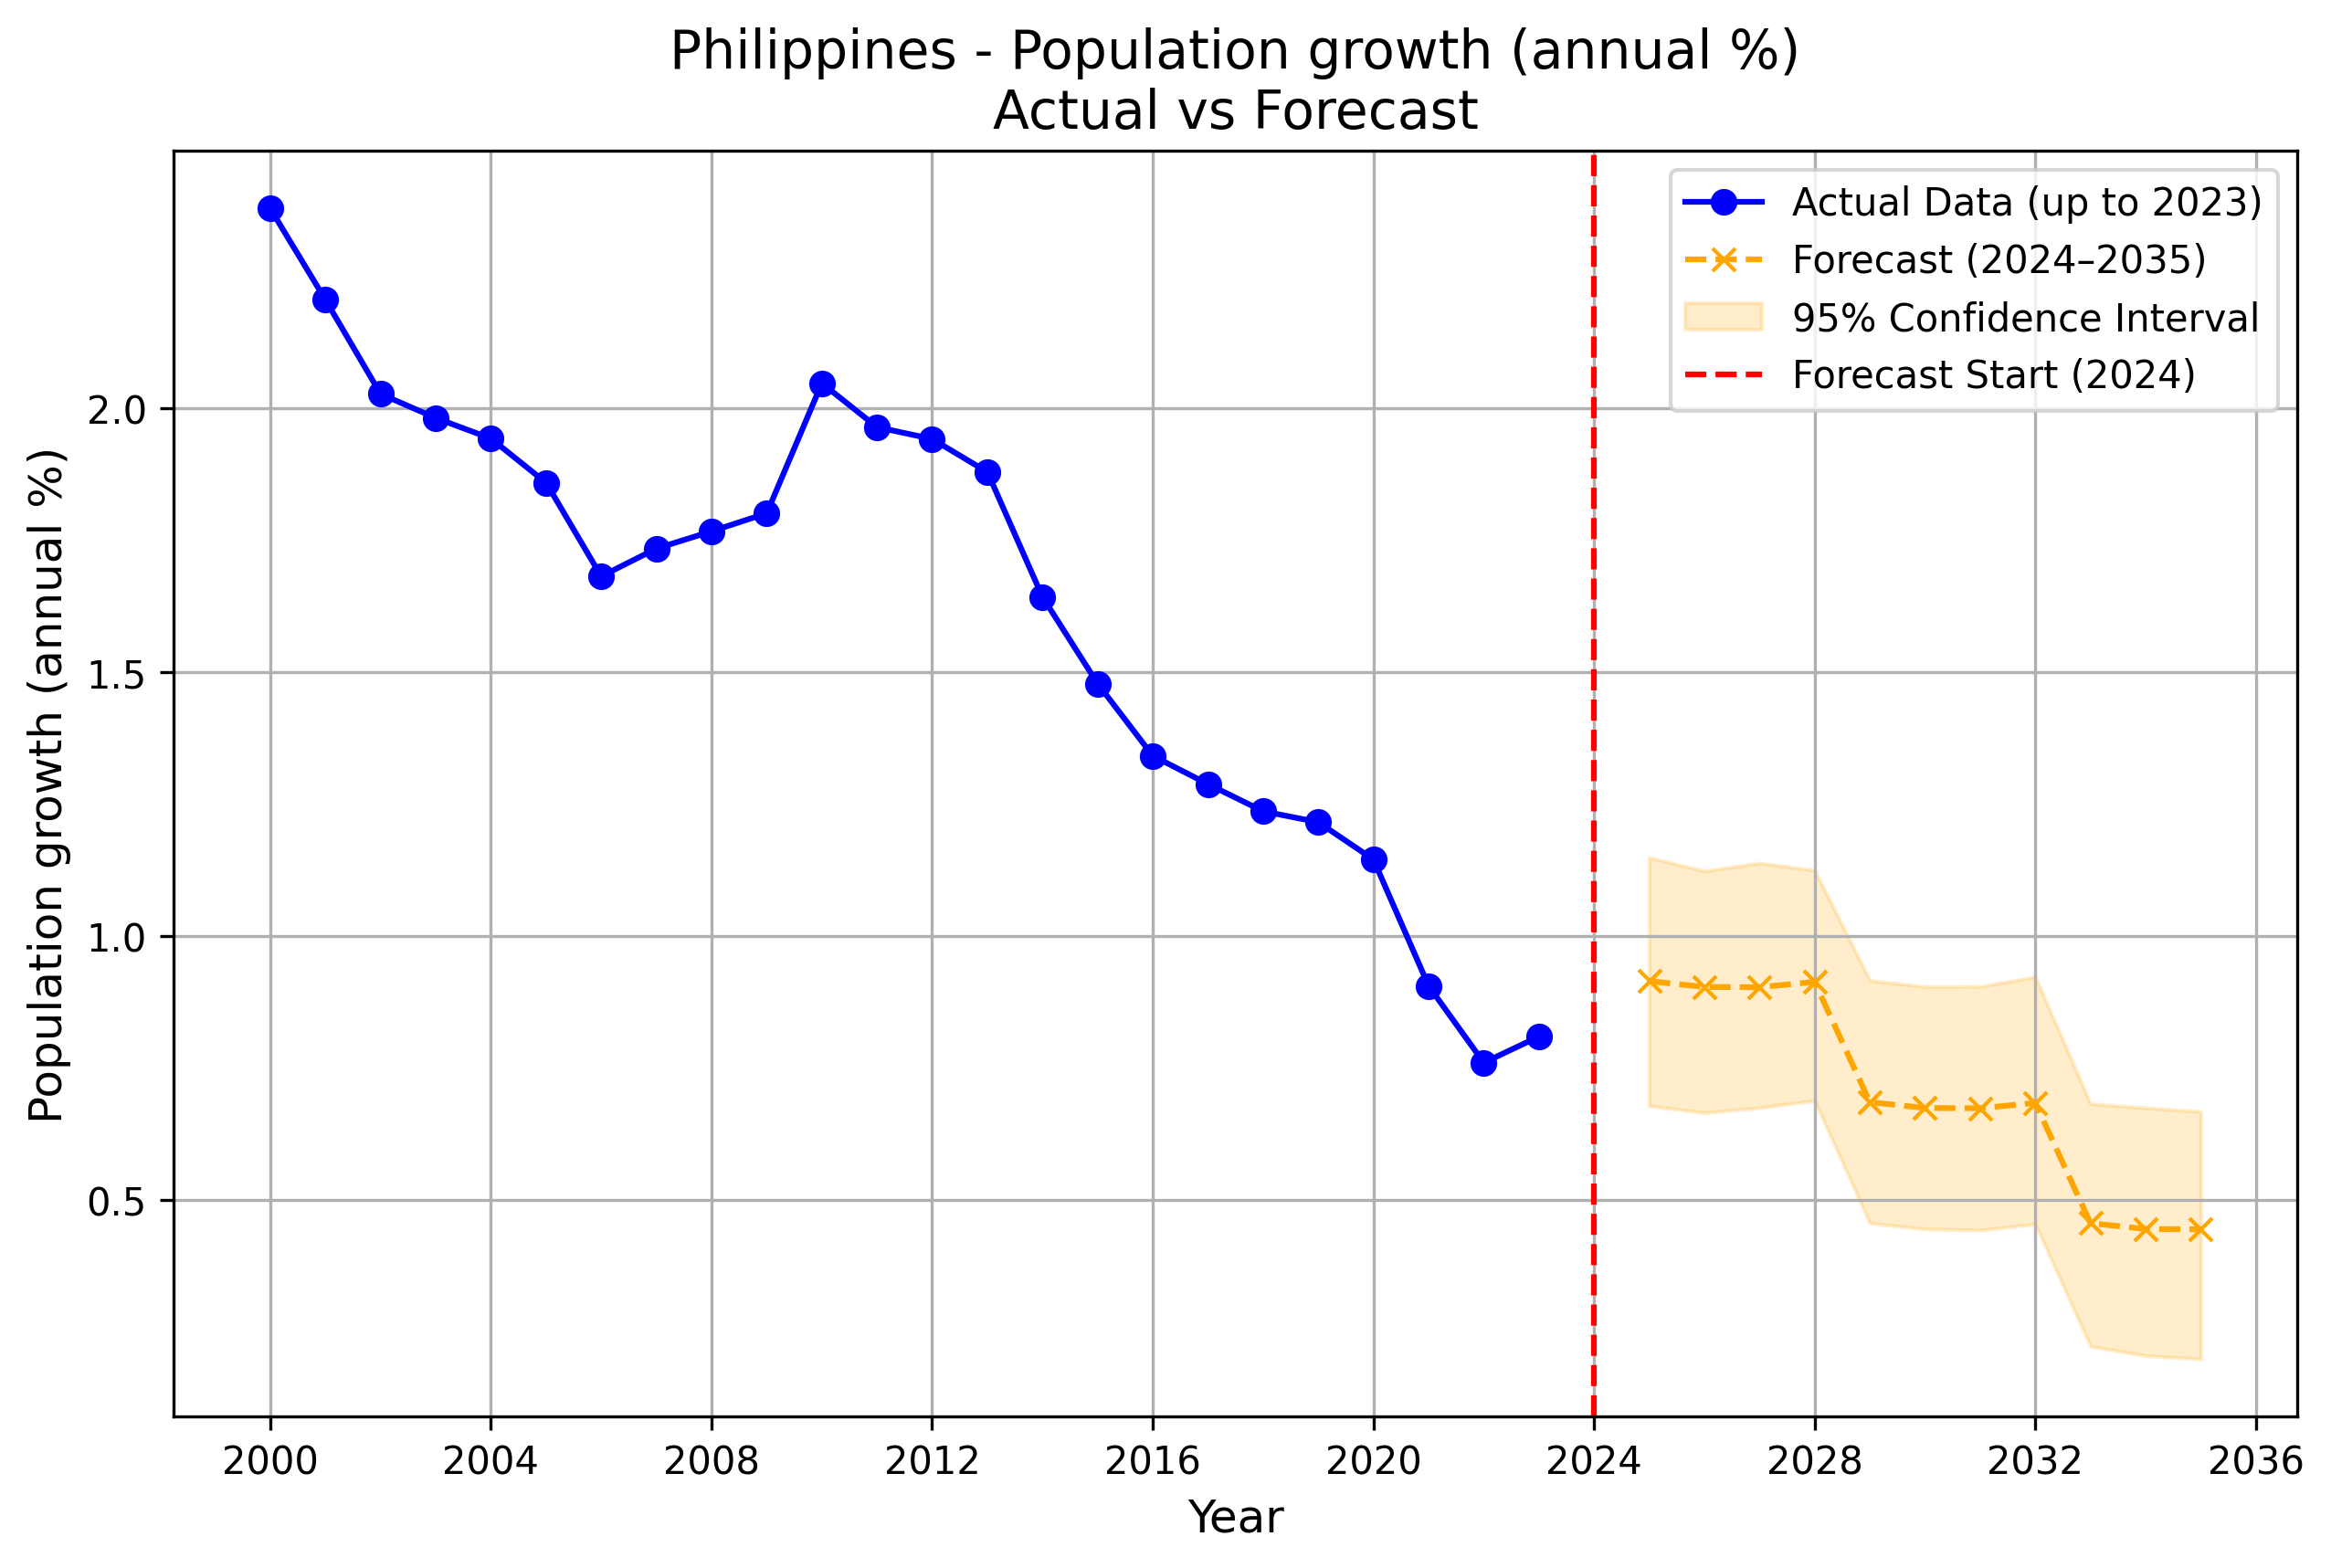 Philippines - Population growth (annual %)
Actual vs Forecast
Actual Data (up to 2023)
Forecast (2024–2035)
95% Confidence Interval
Forecast Start (2024)
Population growth (annual %)
2.0
1.5
1.0
0.5
2000 2004 2008 2012 2016 2020 2024 2028 2032 2036
Year